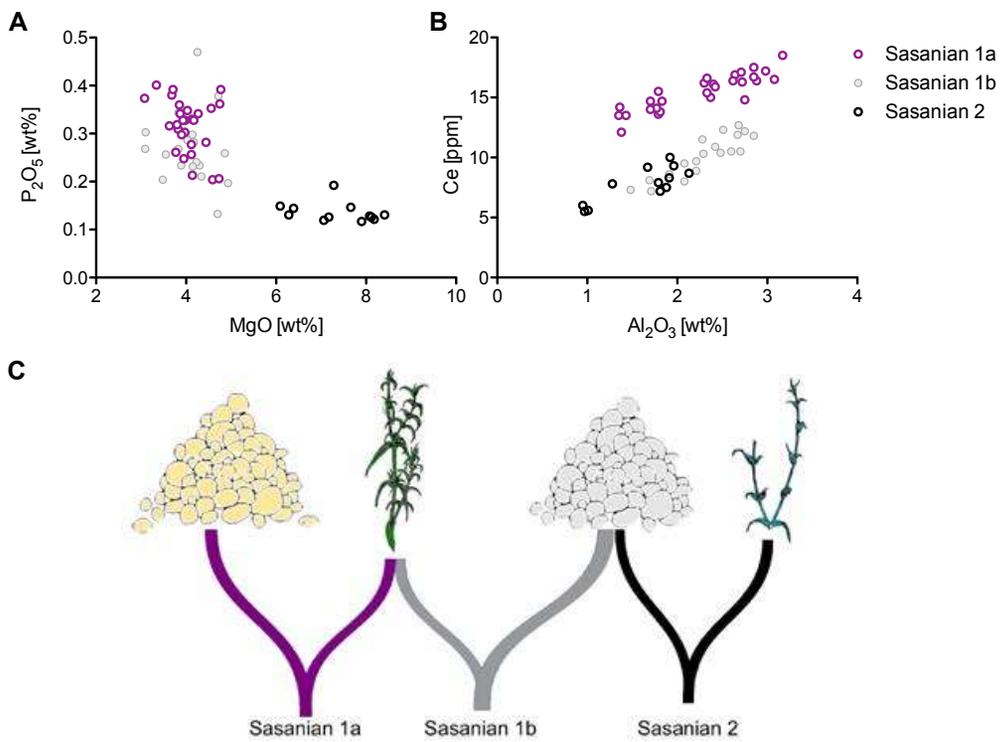 A
0.5
0.4
0.3
0.2
0.1
0.0
P₂O₅ [wt%]
2 4 6 8 10
MgO [wt%]
B
20
15
10
5
0
Ce [ppm]
0 1 2 3 4
Al₂O₃ [wt%]
Sasanian 1a
Sasanian 1b
Sasanian 2
C
Sasanian 1a Sasanian 1b Sasanian 2